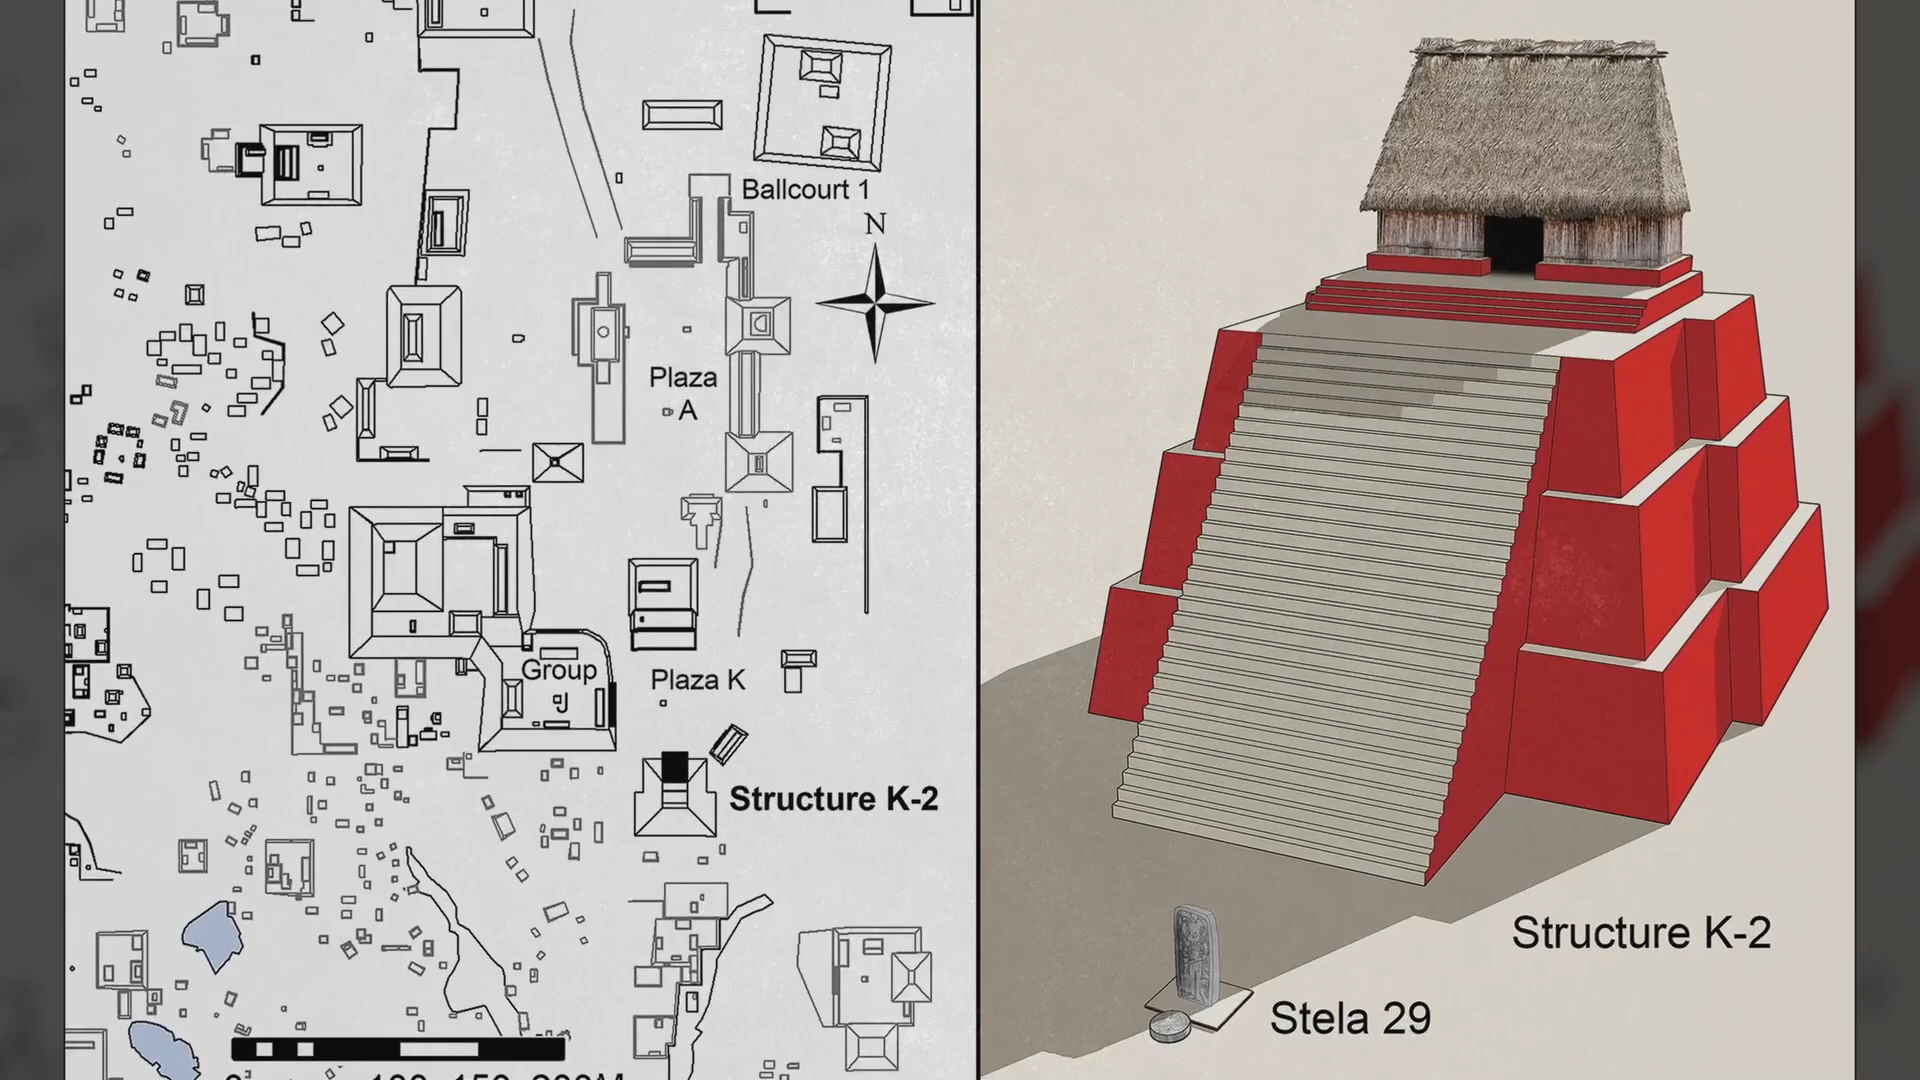 Ballcourt 1
N
Plaza
A
Group
J
Plaza K
Structure K-2
Structure K-2
Stela 29